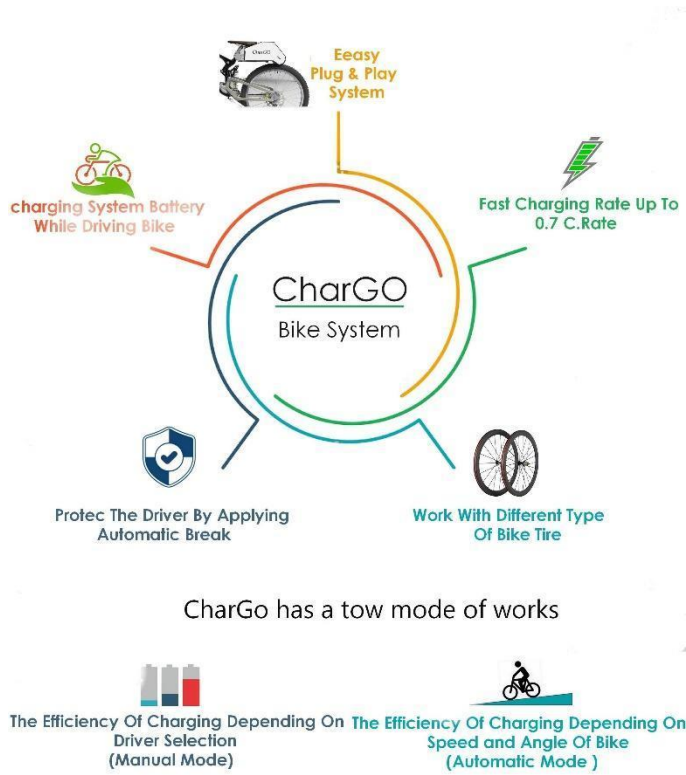 CharGO
Eeasy
Plug & Play
System
charging System Battery
While Driving Bike
Fast Charging Rate Up To
0.7 C.Rate
CharGO
Bike System
Protec The Driver By Applying
Automatic Break
Work With Different Type
Of Bike Tire
CharGo has a tow mode of works
The Efficiency Of Charging Depending On
Driver Selection
(Manual Mode)
The Efficiency Of Charging Depending On
Speed and Angle Of Bike
(Automatic Mode )